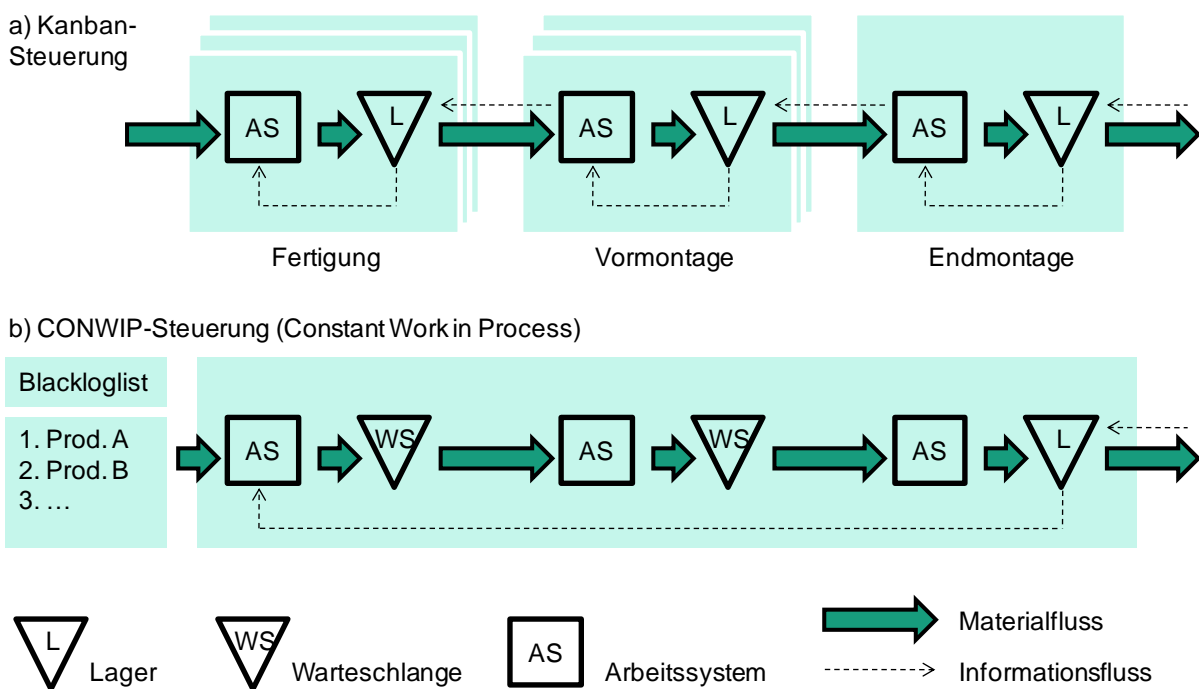 a) Kanban-
Steuerung
AS
L
AS
L
AS
L
Fertigung
Vormontage
Endmontage
b) CONWIP-Steuerung (Constant Work in Process)
Blackloglist
1. Prod. A
2. Prod. B
3. …
AS
WS
AS
WS
AS
L
L
Lager
WS
Warteschlange
AS
Arbeitssystem
Materialfluss
Informationsfluss